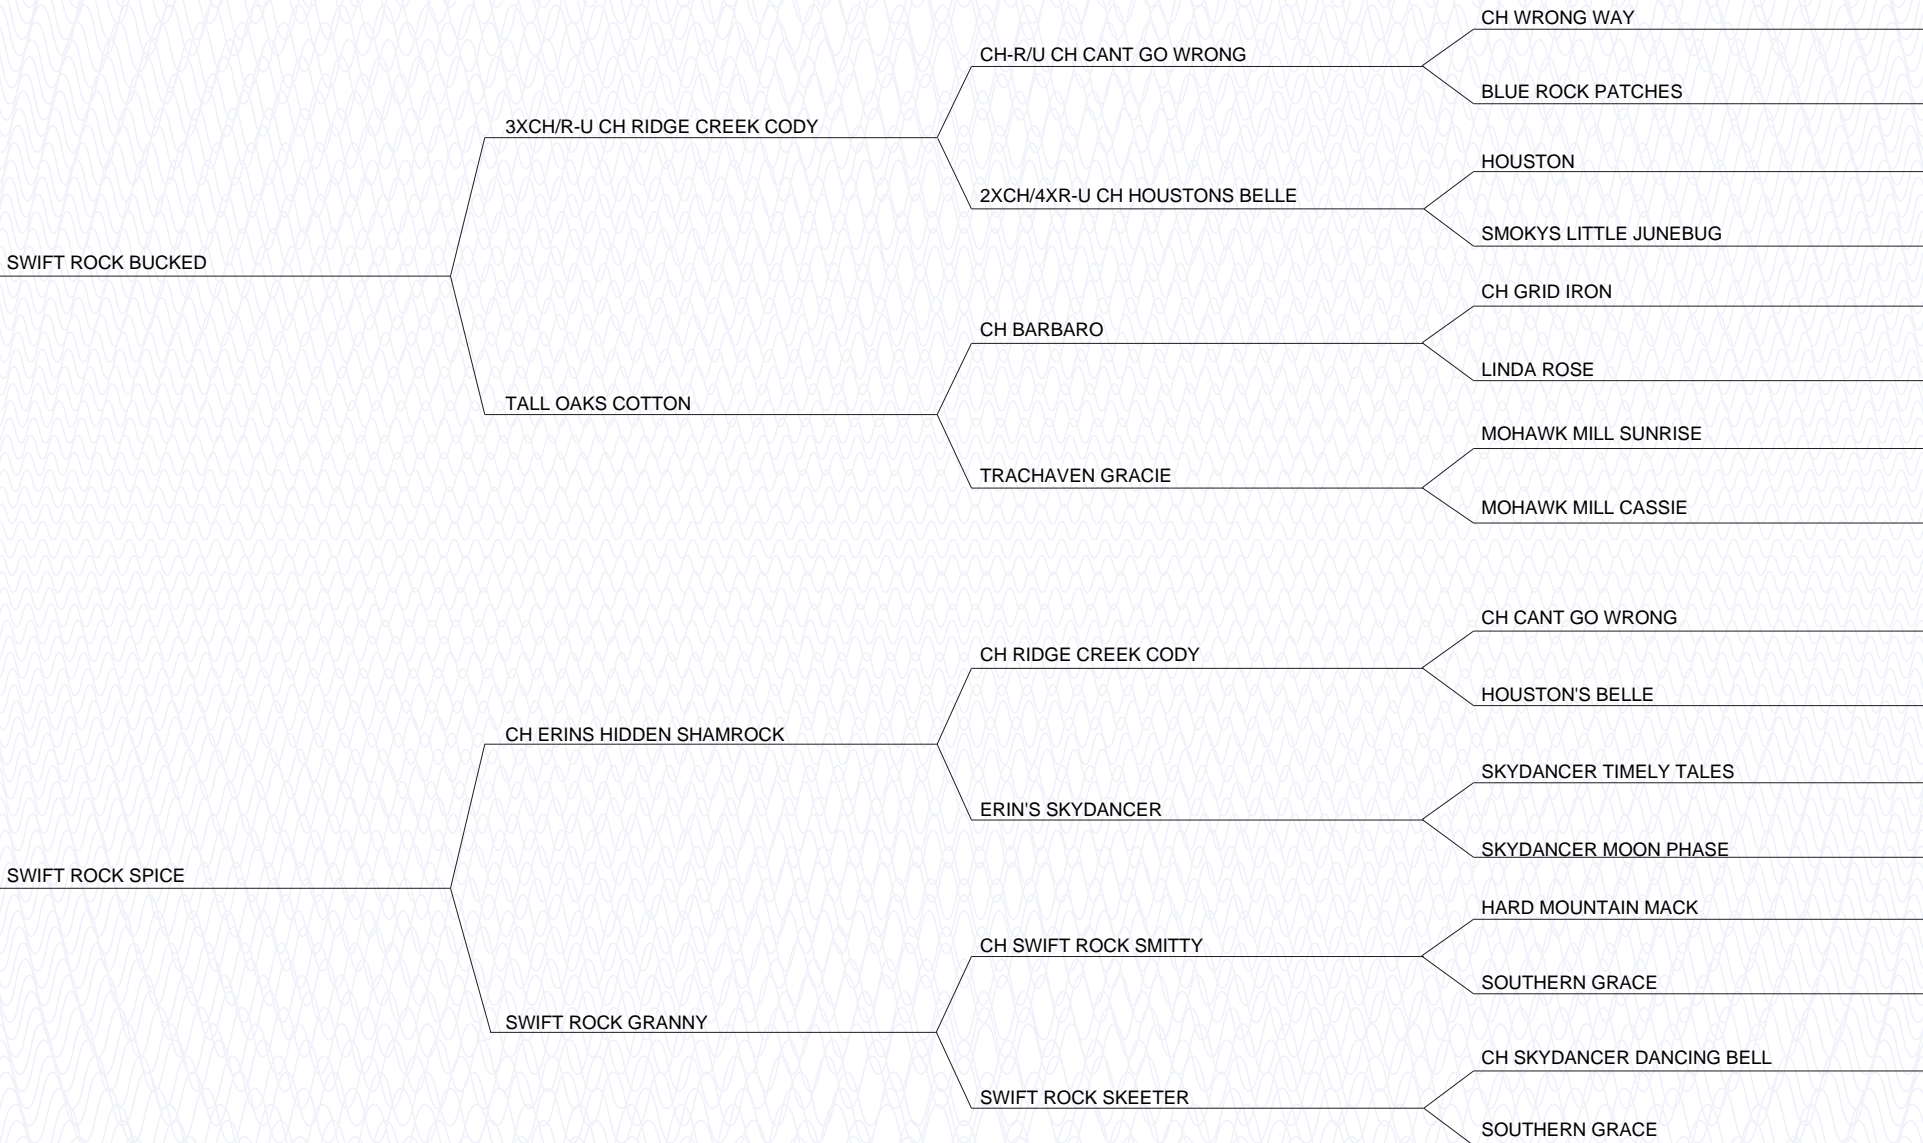 CH WRONG WAY
CH-R/U CH CANT GO WRONG
BLUE ROCK PATCHES
3XCH/R-U CH RIDGE CREEK CODY
HOUSTON
2XCH/4XR-U CH HOUSTONS BELLE
SMOKYS LITTLE JUNEBUG
SWIFT ROCK BUCKED
CH GRID IRON
CH BARBARO
LINDA ROSE
TALL OAKS COTTON
MOHAWK MILL SUNRISE
TRACHAVEN GRACIE
MOHAWK MILL CASSIE
CH CANT GO WRONG
CH RIDGE CREEK CODY
HOUSTON'S BELLE
CH ERINS HIDDEN SHAMROCK
SKYDANCER TIMELY TALES
ERIN'S SKYDANCER
SKYDANCER MOON PHASE
SWIFT ROCK SPICE
HARD MOUNTAIN MACK
CH SWIFT ROCK SMITTY
SOUTHERN GRACE
SWIFT ROCK GRANNY
CH SKYDANCER DANCING BELL
SWIFT ROCK SKEETER
SOUTHERN GRACE